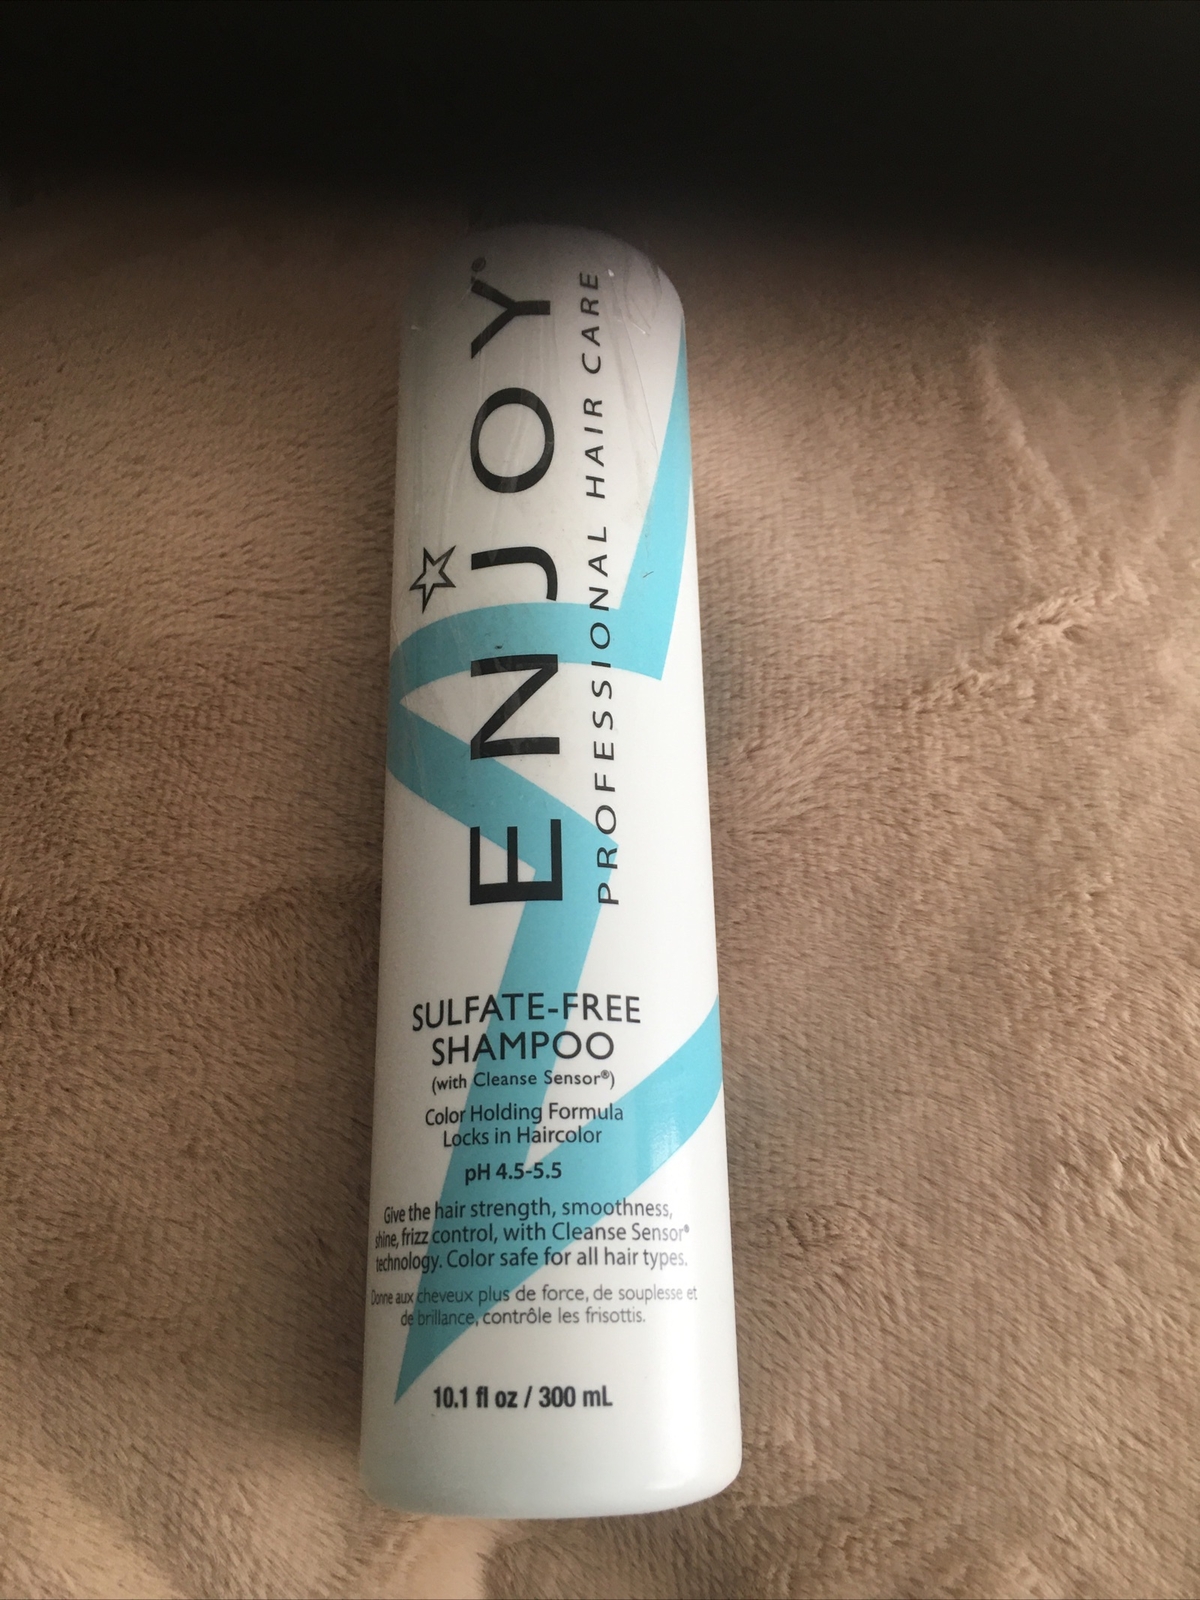 ENJOY®
PROFESSIONAL HAIR CARE
SULFATE-FREE
SHAMPOO
(with Cleanse Sensor®)
Color Holding Formula
Locks in Haircolor
pH 4.5-5.5
Give the hair strength, smoothness,
shine, frizz control, with Cleanse Sensor®
technology. Color safe for all hair types.
Donne aux cheveux plus de force, de souplesse et
de brillance, contrôle les frisottis.
10.1 fl oz / 300 mL